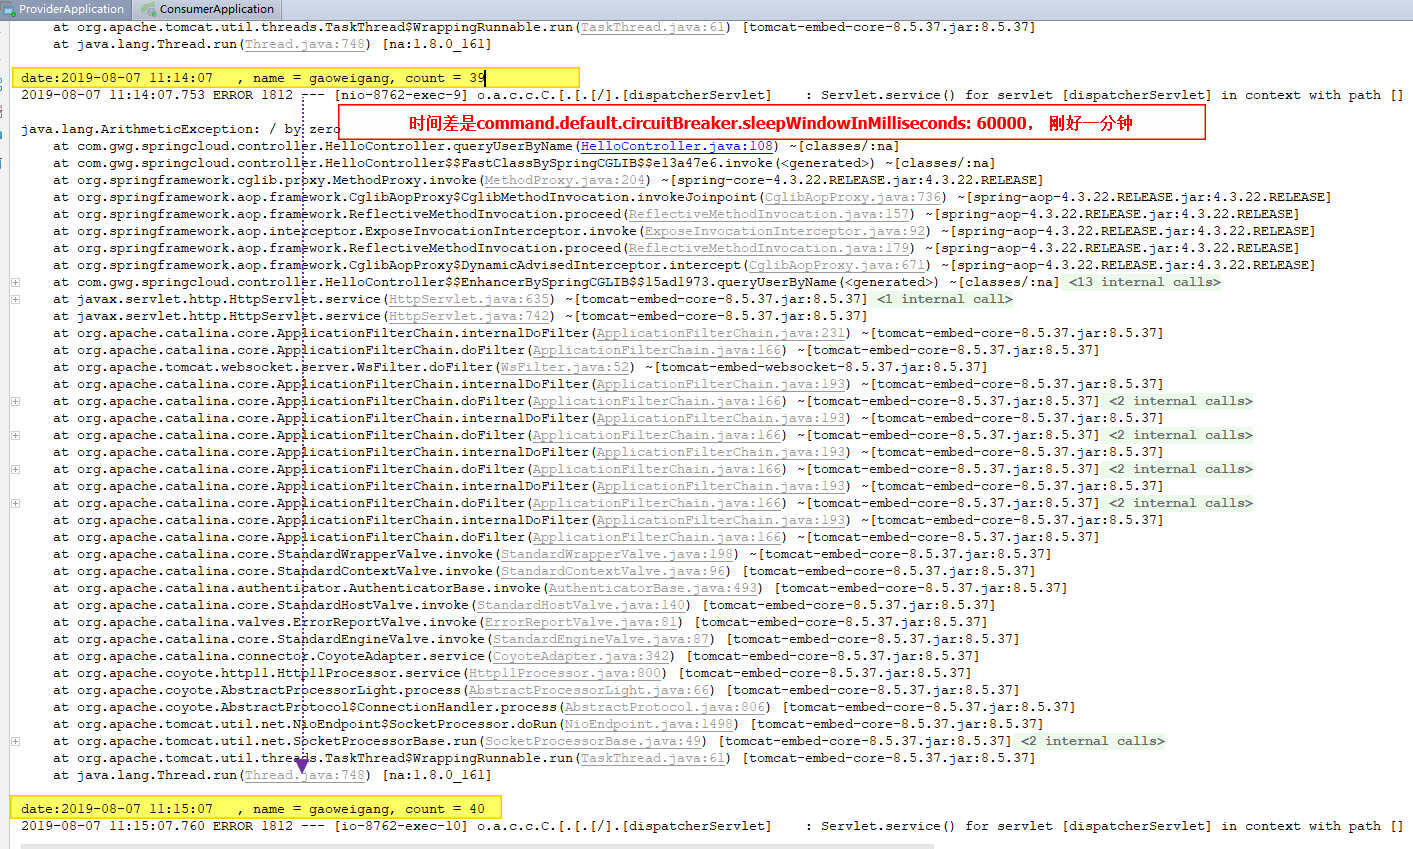 ProviderApplication ConsumerApplication
at org.apache.tomcat.util.threads.TaskThread$WrappingRunnable.run(TaskThread.java:61) [tomcat-embed-core-8.5.37.jar:8.5.37]
at java.lang.Thread.run(Thread.java:748) [na:1.8.0_161]
date:2019-08-07 11:14:07   , name = gaoweigang, count = 39
2019-08-07 11:14:07.753 ERROR 1812 --- [nio-8762-exec-9] o.a.c.c.C.[.[.[/].[dispatcherServlet]    : Servlet.service() for servlet [dispatcherServlet] in context with path []
时间差是command.default.circuitBreaker.sleepWindowInMilliseconds: 60000， 刚好一分钟
java.lang.ArithmeticException: / by zero
at com.gwg.springcloud.controller.HelloController.queryUserByName(HelloController.java:108) ~[classes/:na]
at com.gwg.springcloud.controller.HelloController$$FastClassBySpringCGLIB$$e13a47e6.invoke(<generated>) ~[classes/:na]
at org.springframework.cglib.proxy.MethodProxy.invoke(MethodProxy.java:204) ~[spring-core-4.3.22.RELEASE.jar:4.3.22.RELEASE]
at org.springframework.aop.framework.CglibAopProxy$CglibMethodInvocation.invokeJoinpoint(CglibAopProxy.java:736) ~[spring-aop-4.3.22.RELEASE.jar:4.3.22.RELEASE]
at org.springframework.aop.framework.ReflectiveMethodInvocation.proceed(ReflectiveMethodInvocation.java:157) ~[spring-aop-4.3.22.RELEASE.jar:4.3.22.RELEASE]
at org.springframework.aop.interceptor.ExposeInvocationInterceptor.invoke(ExposeInvocationInterceptor.java:92) ~[spring-aop-4.3.22.RELEASE.jar:4.3.22.RELEASE]
at org.springframework.aop.framework.ReflectiveMethodInvocation.proceed(ReflectiveMethodInvocation.java:179) ~[spring-aop-4.3.22.RELEASE.jar:4.3.22.RELEASE]
at org.springframework.aop.framework.CglibAopProxy$DynamicAdvisedInterceptor.intercept(CglibAopProxy.java:671) ~[spring-aop-4.3.22.RELEASE.jar:4.3.22.RELEASE]
at com.gwg.springcloud.controller.HelloController$$EnhancerBySpringCGLIB$$15ad1973.queryUserByName(<generated>) ~[classes/:na] <13 internal calls>
at javax.servlet.http.HttpServlet.service(HttpServlet.java:635) ~[tomcat-embed-core-8.5.37.jar:8.5.37] <1 internal call>
at javax.servlet.http.HttpServlet.service(HttpServlet.java:742) ~[tomcat-embed-core-8.5.37.jar:8.5.37]
at org.apache.catalina.core.ApplicationFilterChain.internalDoFilter(ApplicationFilterChain.java:231) ~[tomcat-embed-core-8.5.37.jar:8.5.37]
at org.apache.catalina.core.ApplicationFilterChain.doFilter(ApplicationFilterChain.java:166) ~[tomcat-embed-core-8.5.37.jar:8.5.37]
at org.apache.tomcat.websocket.server.WsFilter.doFilter(WsFilter.java:52) ~[tomcat-embed-websocket-8.5.37.jar:8.5.37]
at org.apache.catalina.core.ApplicationFilterChain.internalDoFilter(ApplicationFilterChain.java:193) ~[tomcat-embed-core-8.5.37.jar:8.5.37]
at org.apache.catalina.core.ApplicationFilterChain.doFilter(ApplicationFilterChain.java:166) ~[tomcat-embed-core-8.5.37.jar:8.5.37] <2 internal calls>
at org.apache.catalina.core.ApplicationFilterChain.internalDoFilter(ApplicationFilterChain.java:193) ~[tomcat-embed-core-8.5.37.jar:8.5.37]
at org.apache.catalina.core.ApplicationFilterChain.doFilter(ApplicationFilterChain.java:166) ~[tomcat-embed-core-8.5.37.jar:8.5.37] <2 internal calls>
at org.apache.catalina.core.ApplicationFilterChain.internalDoFilter(ApplicationFilterChain.java:193) ~[tomcat-embed-core-8.5.37.jar:8.5.37]
at org.apache.catalina.core.ApplicationFilterChain.doFilter(ApplicationFilterChain.java:166) ~[tomcat-embed-core-8.5.37.jar:8.5.37] <2 internal calls>
at org.apache.catalina.core.ApplicationFilterChain.internalDoFilter(ApplicationFilterChain.java:193) ~[tomcat-embed-core-8.5.37.jar:8.5.37]
at org.apache.catalina.core.ApplicationFilterChain.doFilter(ApplicationFilterChain.java:166) ~[tomcat-embed-core-8.5.37.jar:8.5.37] <2 internal calls>
at org.apache.catalina.core.ApplicationFilterChain.internalDoFilter(ApplicationFilterChain.java:193) ~[tomcat-embed-core-8.5.37.jar:8.5.37]
at org.apache.catalina.core.ApplicationFilterChain.doFilter(ApplicationFilterChain.java:166) ~[tomcat-embed-core-8.5.37.jar:8.5.37]
at org.apache.catalina.core.StandardWrapperValve.invoke(StandardWrapperValve.java:198) ~[tomcat-embed-core-8.5.37.jar:8.5.37]
at org.apache.catalina.core.StandardContextValve.invoke(StandardContextValve.java:96) [tomcat-embed-core-8.5.37.jar:8.5.37]
at org.apache.catalina.authenticator.AuthenticatorBase.invoke(AuthenticatorBase.java:493) [tomcat-embed-core-8.5.37.jar:8.5.37]
at org.apache.catalina.core.StandardHostValve.invoke(StandardHostValve.java:140) [tomcat-embed-core-8.5.37.jar:8.5.37]
at org.apache.catalina.valves.ErrorReportValve.invoke(ErrorReportValve.java:81) [tomcat-embed-core-8.5.37.jar:8.5.37]
at org.apache.catalina.core.StandardEngineValve.invoke(StandardEngineValve.java:87) [tomcat-embed-core-8.5.37.jar:8.5.37]
at org.apache.catalina.connector.CoyoteAdapter.service(CoyoteAdapter.java:342) [tomcat-embed-core-8.5.37.jar:8.5.37]
at org.apache.coyote.http11.Http11Processor.service(Http11Processor.java:800) [tomcat-embed-core-8.5.37.jar:8.5.37]
at org.apache.coyote.AbstractProcessorLight.process(AbstractProcessorLight.java:66) [tomcat-embed-core-8.5.37.jar:8.5.37]
at org.apache.coyote.AbstractProtocol$ConnectionHandler.process(AbstractProtocol.java:806) [tomcat-embed-core-8.5.37.jar:8.5.37]
at org.apache.tomcat.util.net.NioEndpoint$SocketProcessor.doRun(NioEndpoint.java:1498) [tomcat-embed-core-8.5.37.jar:8.5.37]
at org.apache.tomcat.util.net.SocketProcessorBase.run(SocketProcessorBase.java:49) [tomcat-embed-core-8.5.37.jar:8.5.37] <2 internal calls>
at org.apache.tomcat.util.threads.TaskThread$WrappingRunnable.run(TaskThread.java:61) [tomcat-embed-core-8.5.37.jar:8.5.37]
at java.lang.Thread.run(Thread.java:748) [na:1.8.0_161]
date:2019-08-07 11:15:07   , name = gaoweigang, count = 40
2019-08-07 11:15:07.760 ERROR 1812 --- [io-8762-exec-10] o.a.c.c.C.[.[.[/].[dispatcherServlet]    : Servlet.service() for servlet [dispatcherServlet] in context with path []